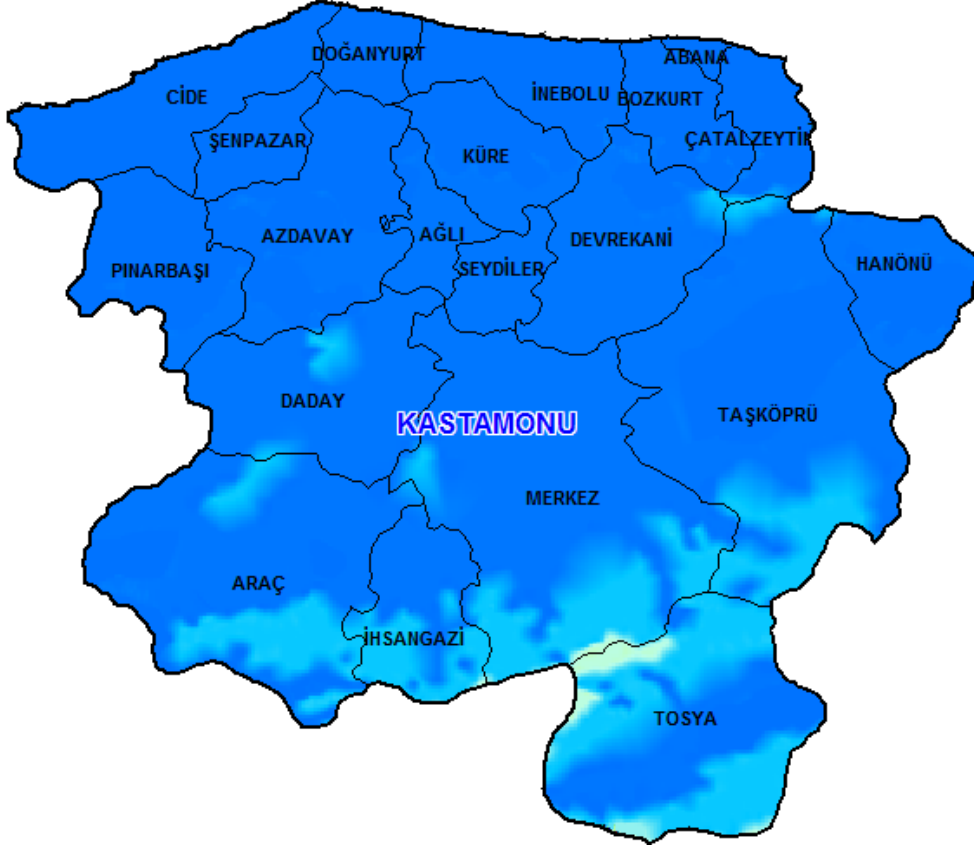 DOĞANYURT
ABANA
CİDE
İNEBOLU
BOZKURT
ŞENPAZAR
KÜRE
ÇATALZEYTİN
AZDAVAY
AĞLI
DEVREKANİ
PINARBAŞI
SEYDİLER
HANÖNÜ
DADAY
KASTAMONU
TAŞKÖPRÜ
MERKEZ
ARAÇ
İHSANGAZİ
TOSYA